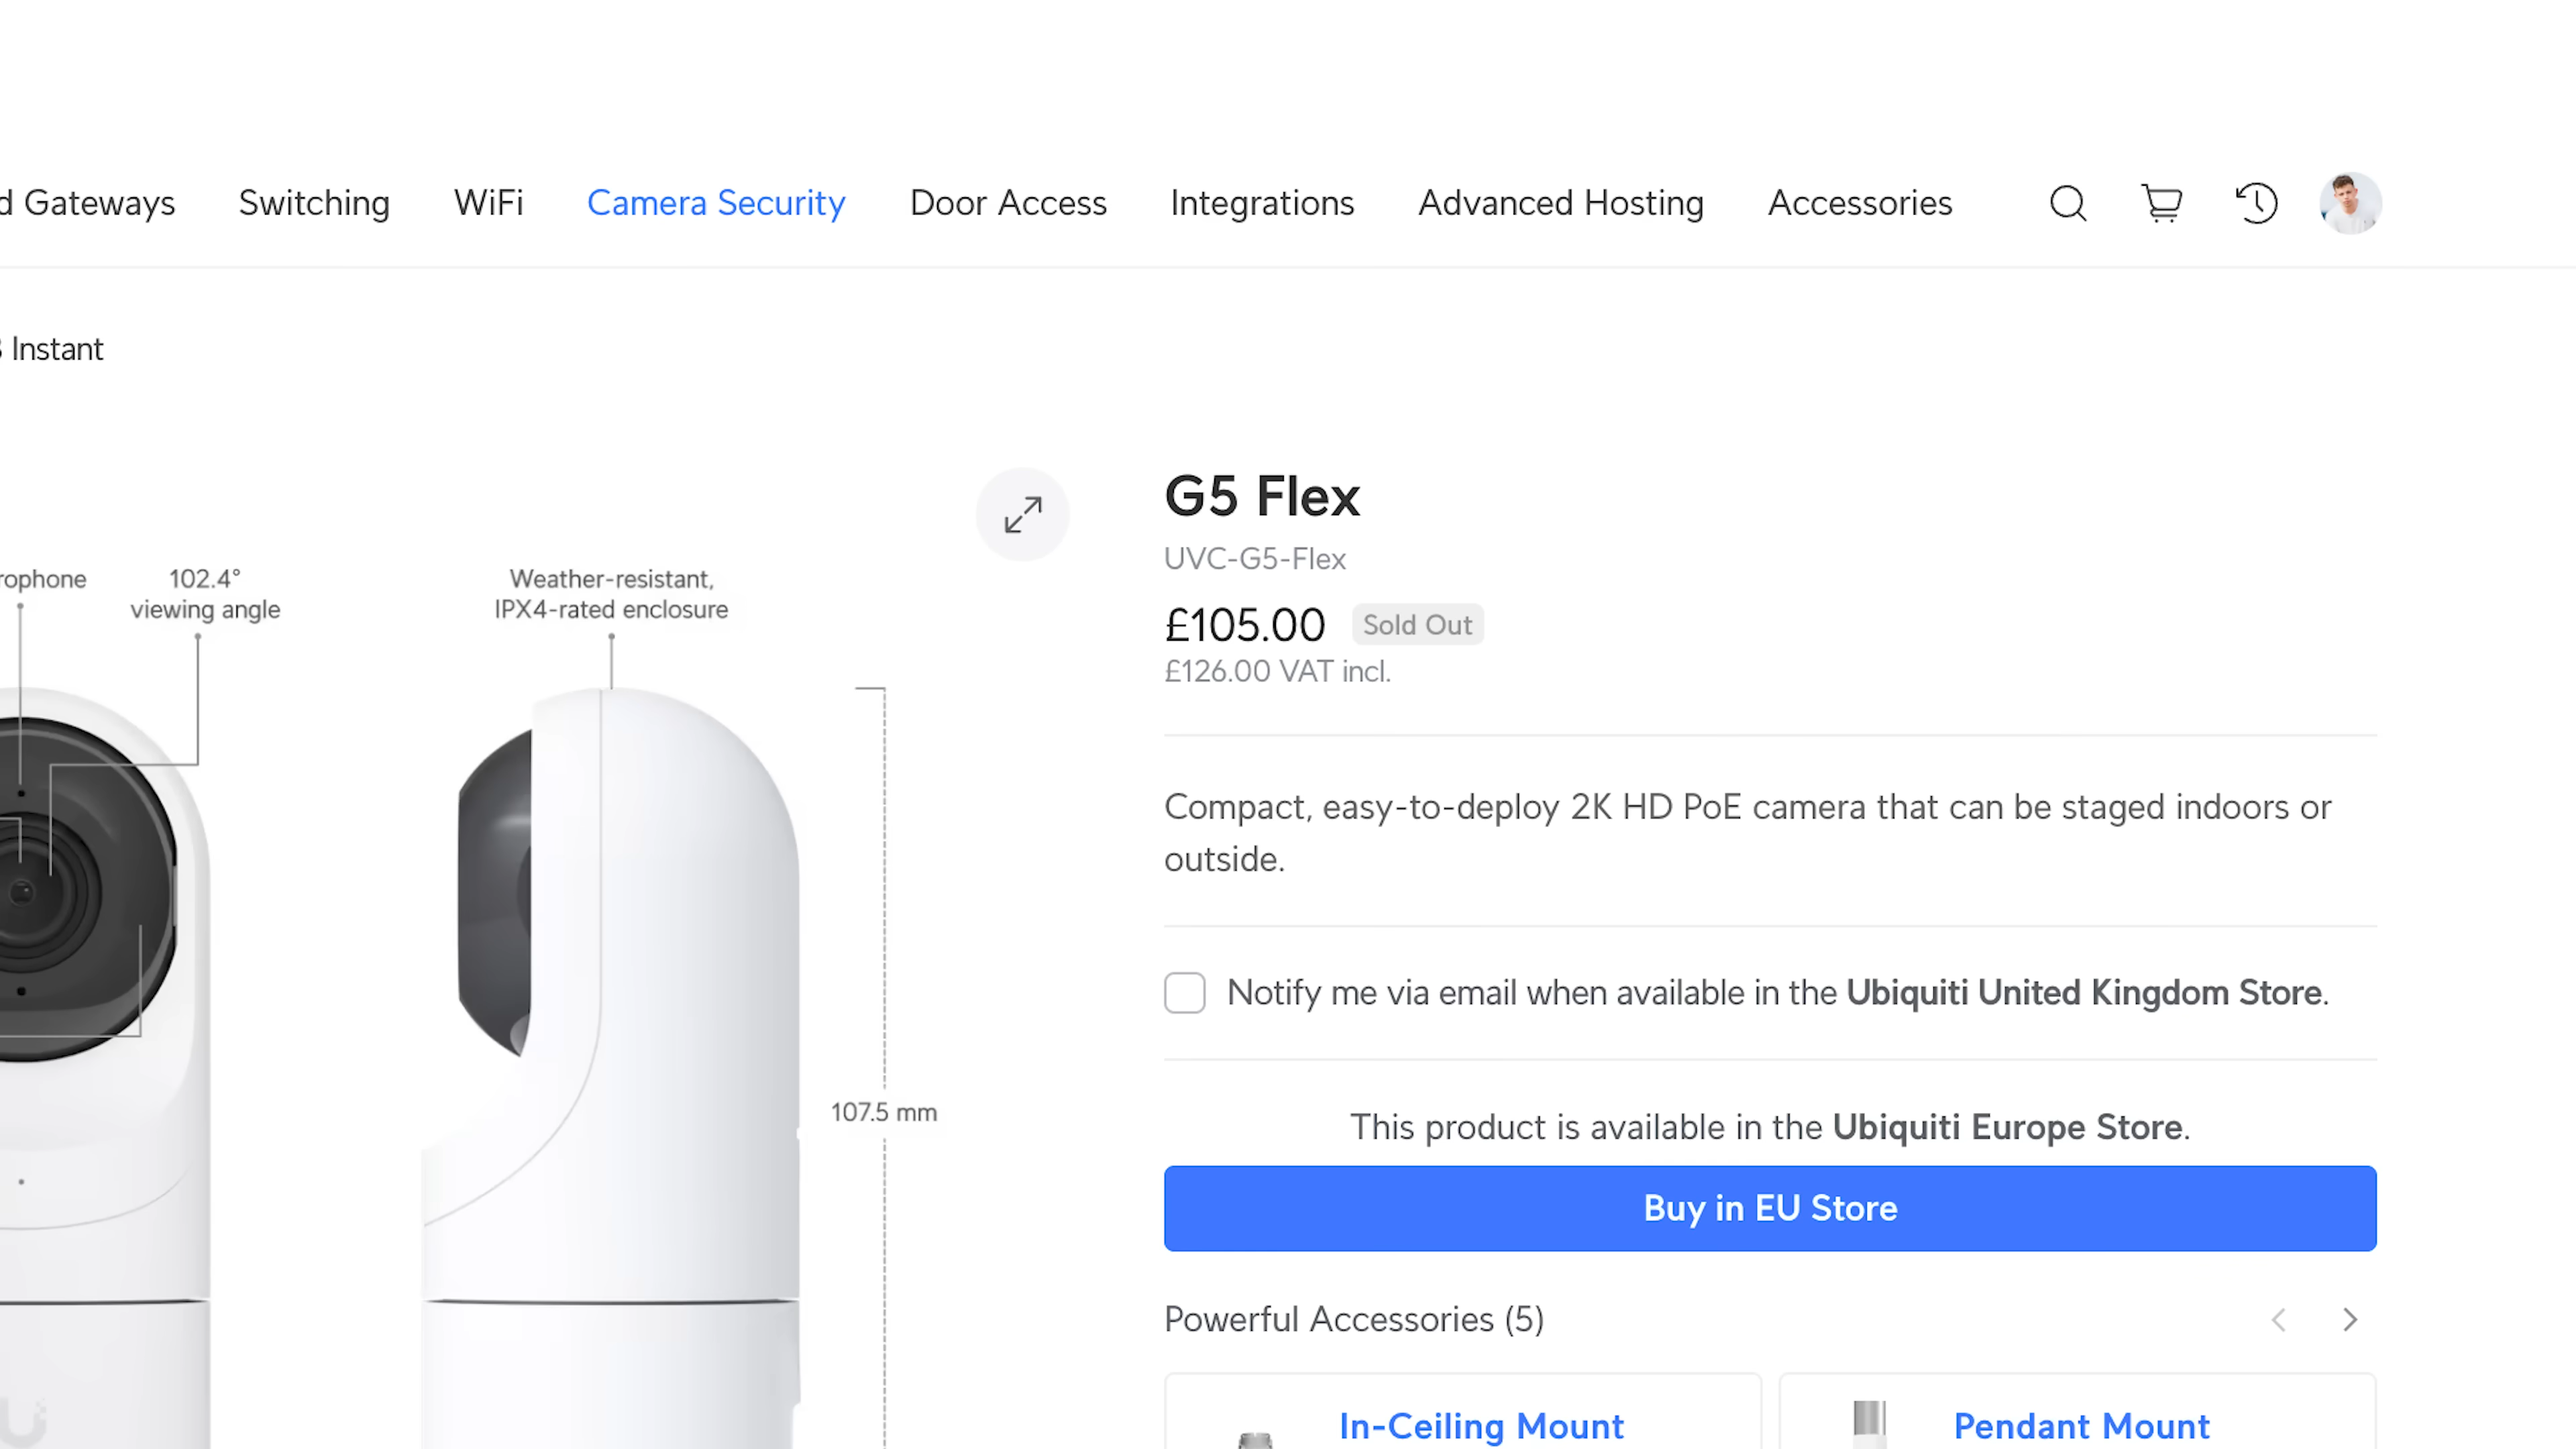 d Gateways Switching WiFi Camera Security Door Access Integrations Advanced Hosting Accessories
Instant
G5 Flex
UVC-G5-Flex
£105.00 Sold Out
£126.00 VAT incl.
rophone
102.4°
viewing angle
Weather-resistant,
IPX4-rated enclosure
107.5 mm
Compact, easy-to-deploy 2K HD PoE camera that can be staged indoors or
outside.
Notify me via email when available in the Ubiquiti United Kingdom Store.
This product is available in the Ubiquiti Europe Store.
Buy in EU Store
Powerful Accessories (5)
In-Ceiling Mount
Pendant Mount